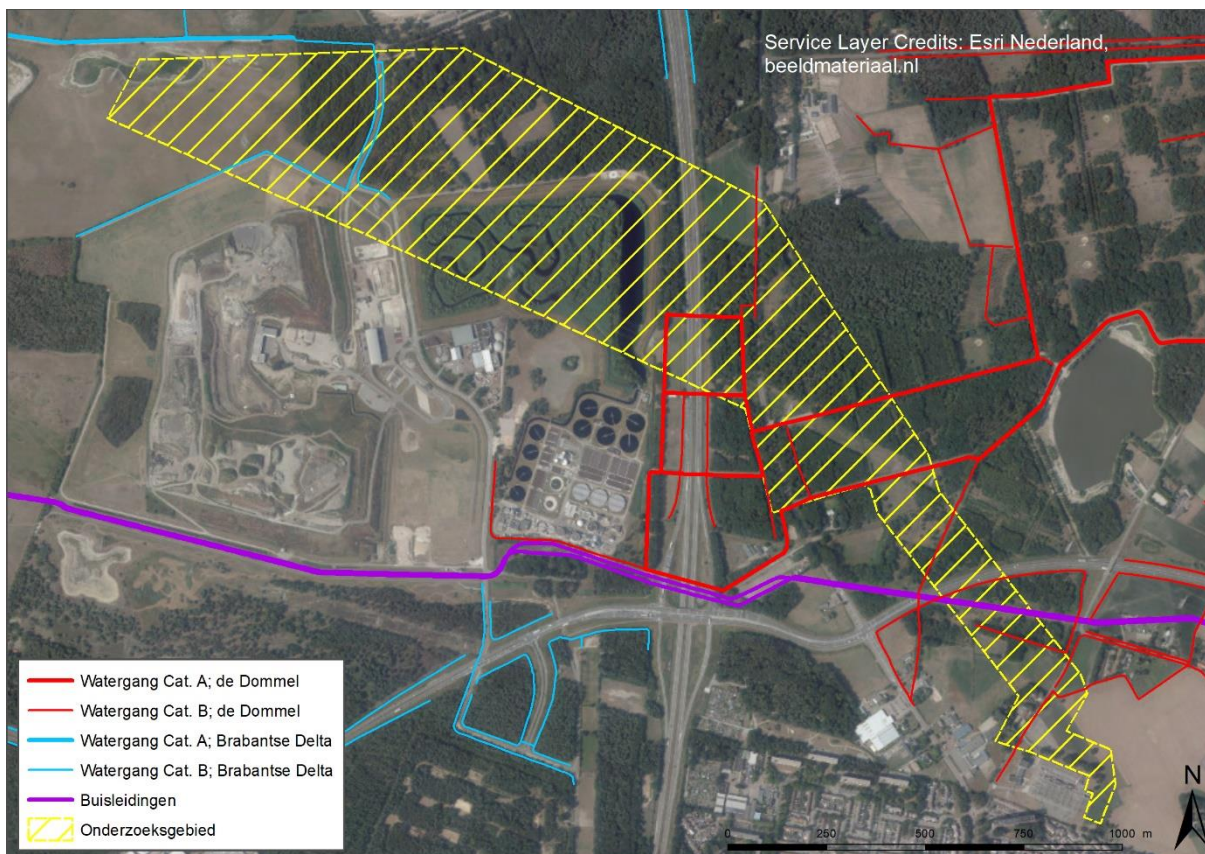 Service Layer Credits: Esri Nederland,
beeldmateriaal.nl
Watergang Cat. A; de Dommel
Watergang Cat. B; de Dommel
Watergang Cat. A; Brabantse Delta
Watergang Cat. B; Brabantse Delta
Buisleidingen
Onderzoeksgebied
N
0 250 500 750 1000 m